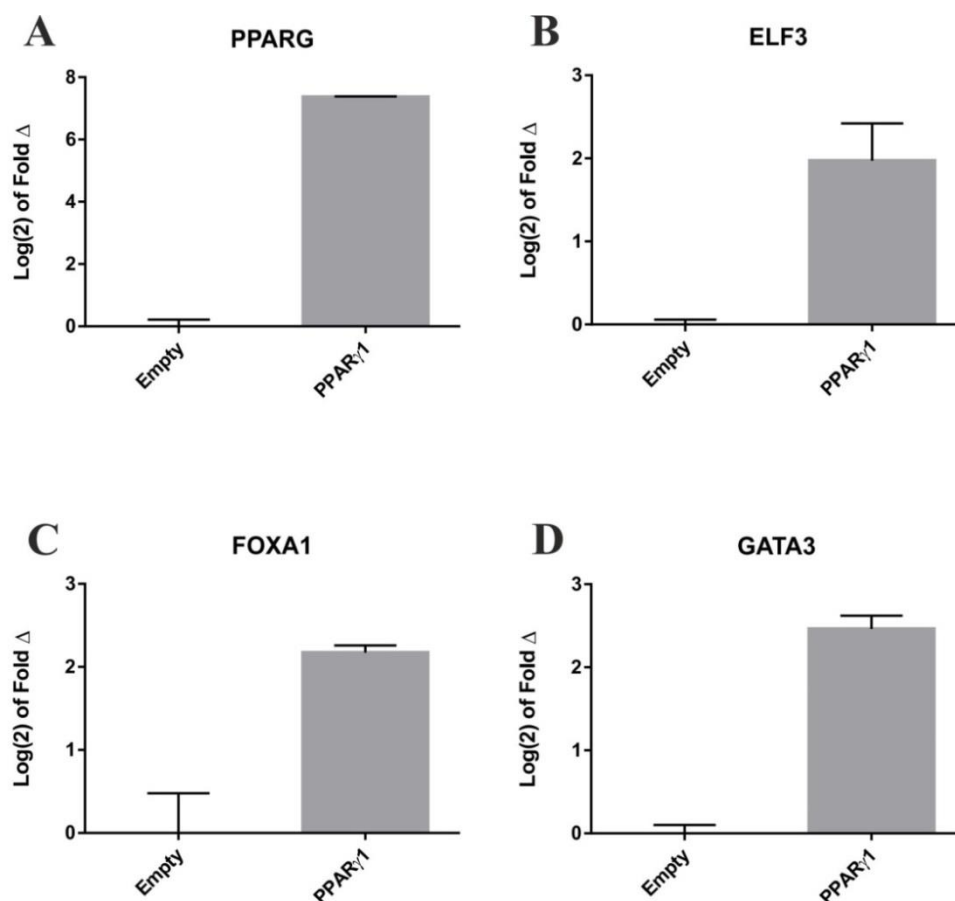 A
PPARG
Log(2) of Fold Δ
8
6
4
2
0
Empty
PPARγ1
B
ELF3
Log(2) of Fold Δ
3
2
1
0
Empty
PPARγ1
C
FOXA1
Log(2) of Fold Δ
3
2
1
0
Empty
PPARγ1
D
GATA3
Log(2) of Fold Δ
3
2
1
0
Empty
PPARγ1